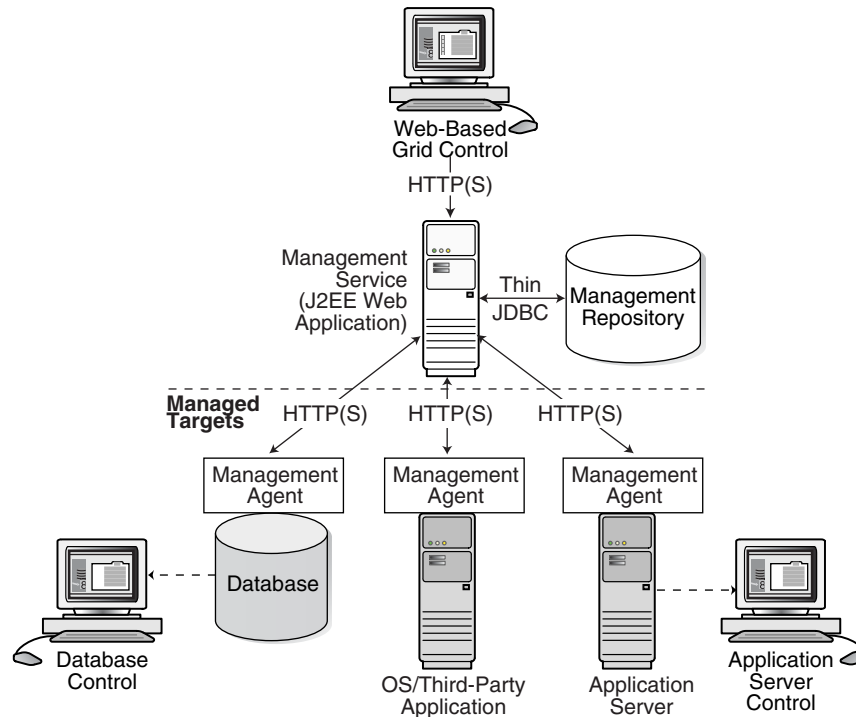 Web-Based
Grid Control
HTTP(S)
Management
Service
(J2EE Web
Application)
Thin
JDBC
Management
Repository
Managed
Targets
HTTP(S)
HTTP(S)
HTTP(S)
Management
Agent
Management
Agent
Management
Agent
Database
Database
Control
OS/Third-Party
Application
Application
Server
Application
Server
Control